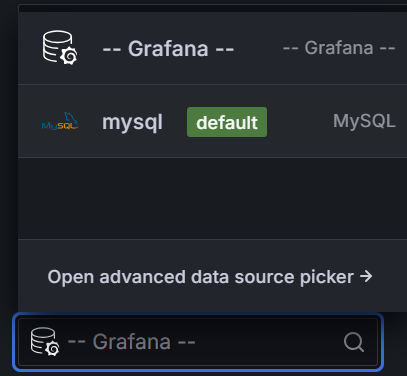 -- Grafana -- -- Grafana --
MySQL mysql default MySQL
Open advanced data source picker →
-- Grafana --